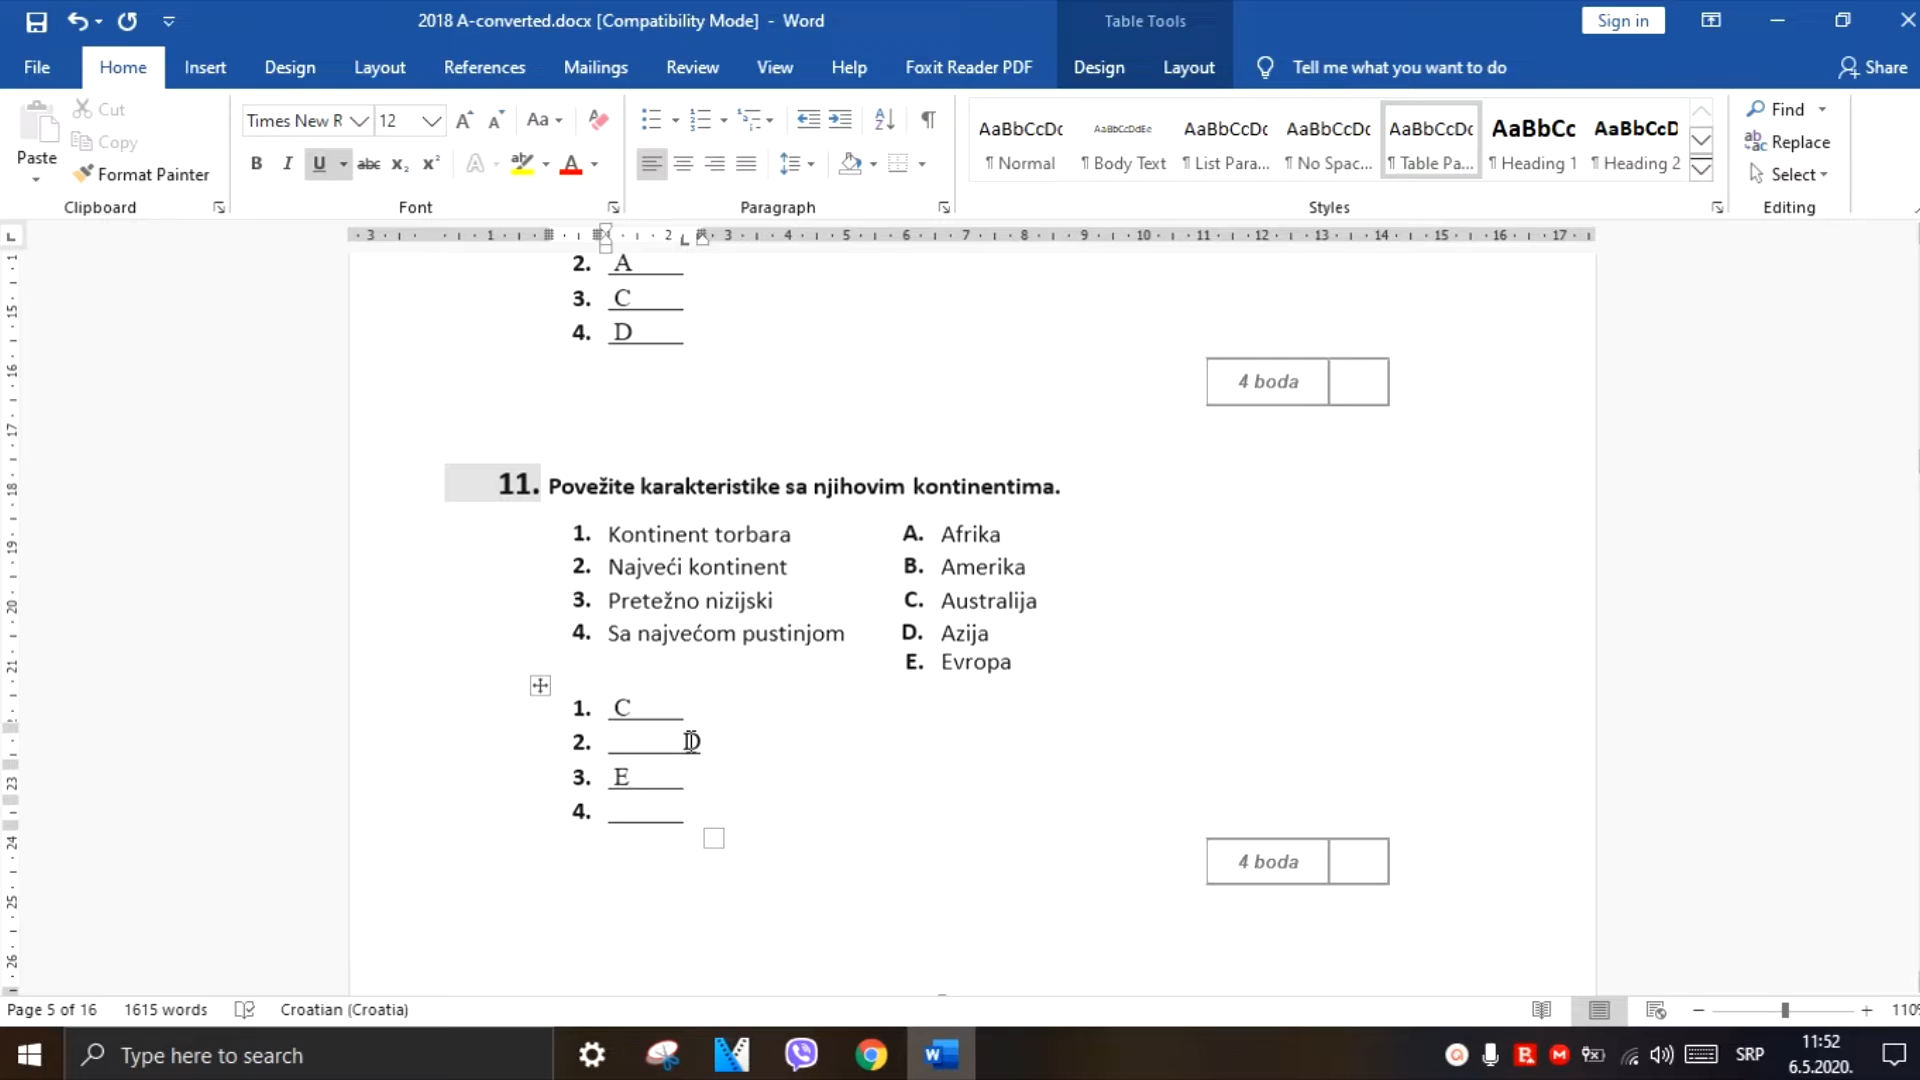 2018 A-converted.docx [Compatibility Mode] - Word
Table Tools
Sign in
File Home Insert Design Layout References Mailings Review View Help Foxit Reader PDF Design Layout Tell me what you want to do Share
Paste
Cut
Copy
Format Painter
Clipboard
Times New R 12
Font
Paragraph
AaBbCcDc AaBbCcDdEe AaBbCcDc AaBbCcDc AaBbCcDc AaBbCc AaBbCcD
¶ Normal ¶ Body Text ¶ List Para... ¶ No Spac... ¶ Table Pa... ¶ Heading 1 ¶ Heading 2
Styles
Find
Replace
Select
Editing
2. A
3. C
4. D
4 boda
11. Povežite karakteristike sa njihovim kontinentima.
1. Kontinent torbara A. Afrika
2. Najveći kontinent B. Amerika
3. Pretežno nizijski C. Australija
4. Sa najvećom pustinjom D. Azija
E. Evropa
1. C
2. D
3. E
4.
4 boda
Page 5 of 16 1615 words Croatian (Croatia) 110%
Type here to search
SRP
11:52
6.5.2020.